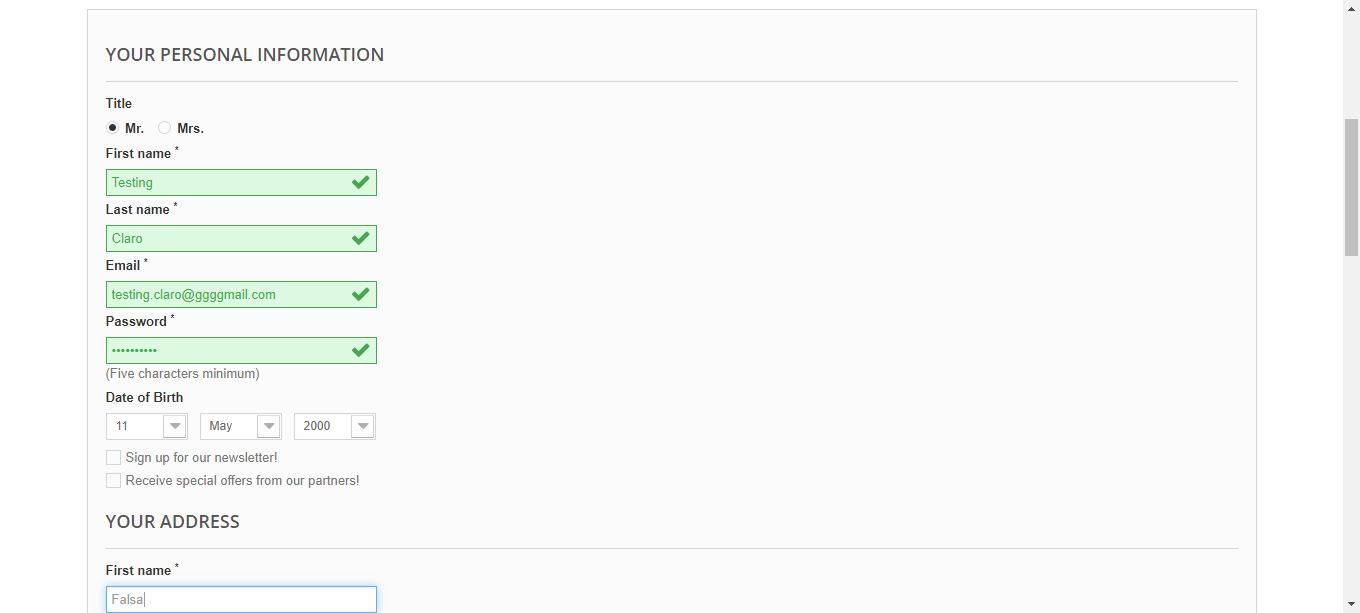 YOUR PERSONAL INFORMATION
Title
Mr. Mrs.
First name *
Testing
Last name *
Claro
Email *
testing.claro@ggggmail.com
Password *
••••••••••
(Five characters minimum)
Date of Birth
11 May 2000
Sign up for our newsletter!
Receive special offers from our partners!
YOUR ADDRESS
First name *
Falsa